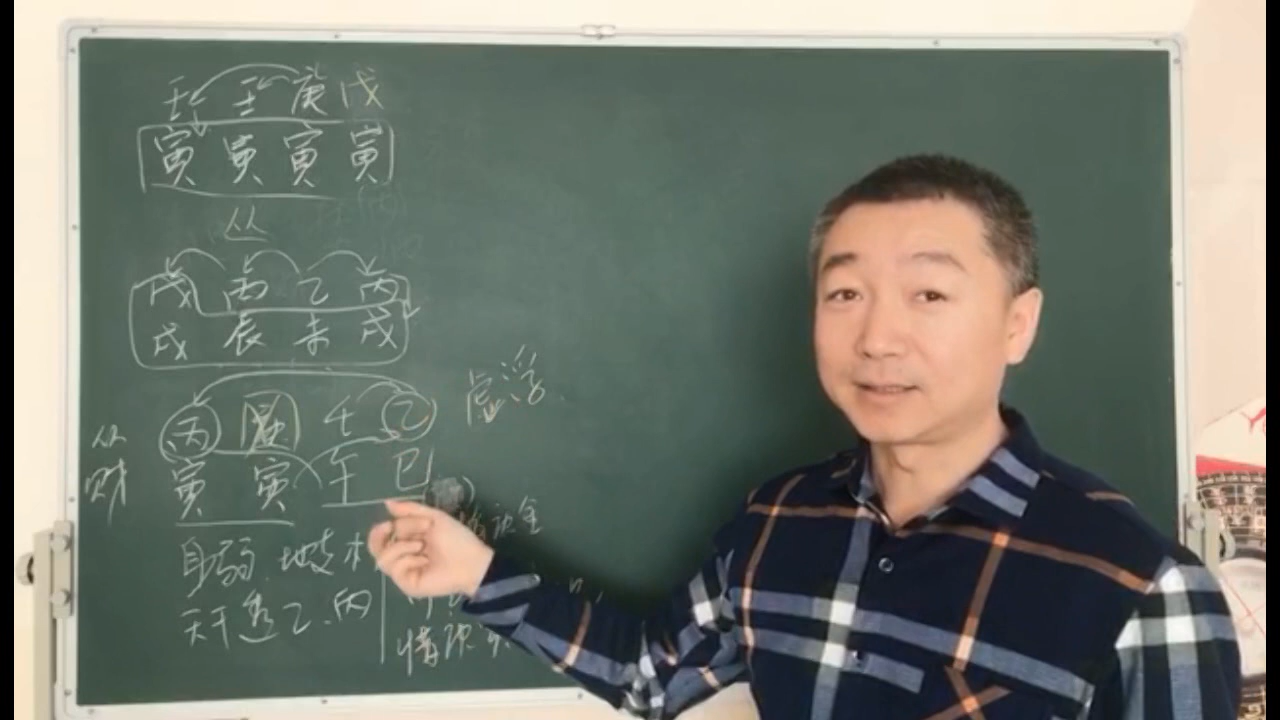 壬 壬 庚 戊
寅 寅 寅 寅
从
戊 丙 乙 丙
戌 辰 未 戌
丙 壬 乙 虚浮
寅 寅 午 巳
从财
身弱 地支木
天干透乙、丙